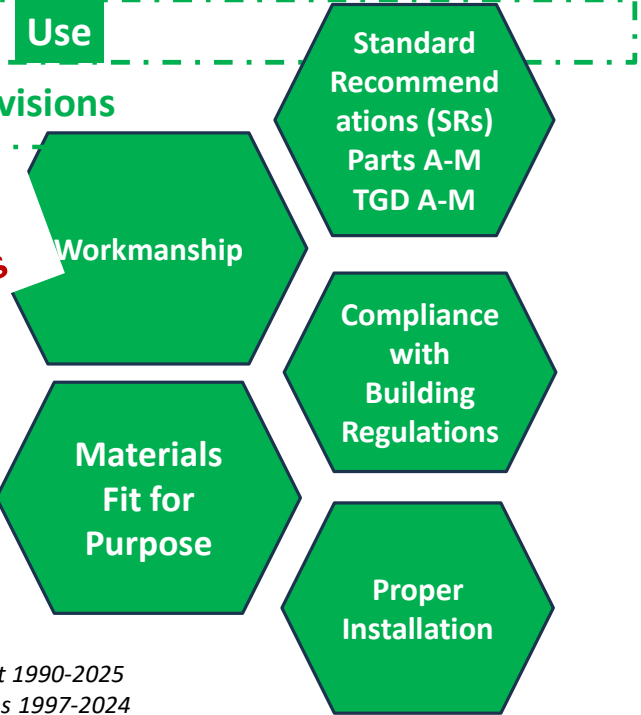 Use
visions
Standard
Recommend
ations (SRs)
Parts A-M
TGD A-M
s
Workmanship
Compliance
with
Building
Regulations
Materials
Fit for
Purpose
Proper
Installation
t 1990-2025
s 1997-2024